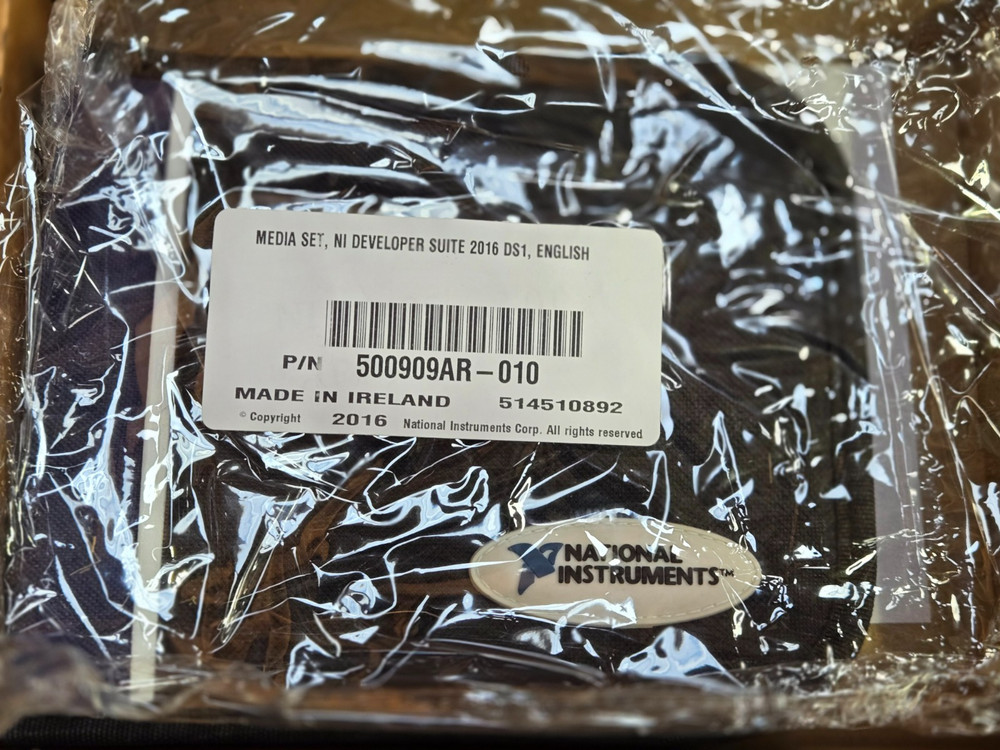 MEDIA SET, NI DEVELOPER SUITE 2016 DS1, ENGLISH
P/N 500909AR-010
MADE IN IRELAND 514510892
© Copyright 2016 National Instruments Corp. All rights reserved
NATIONAL
INSTRUMENTS™